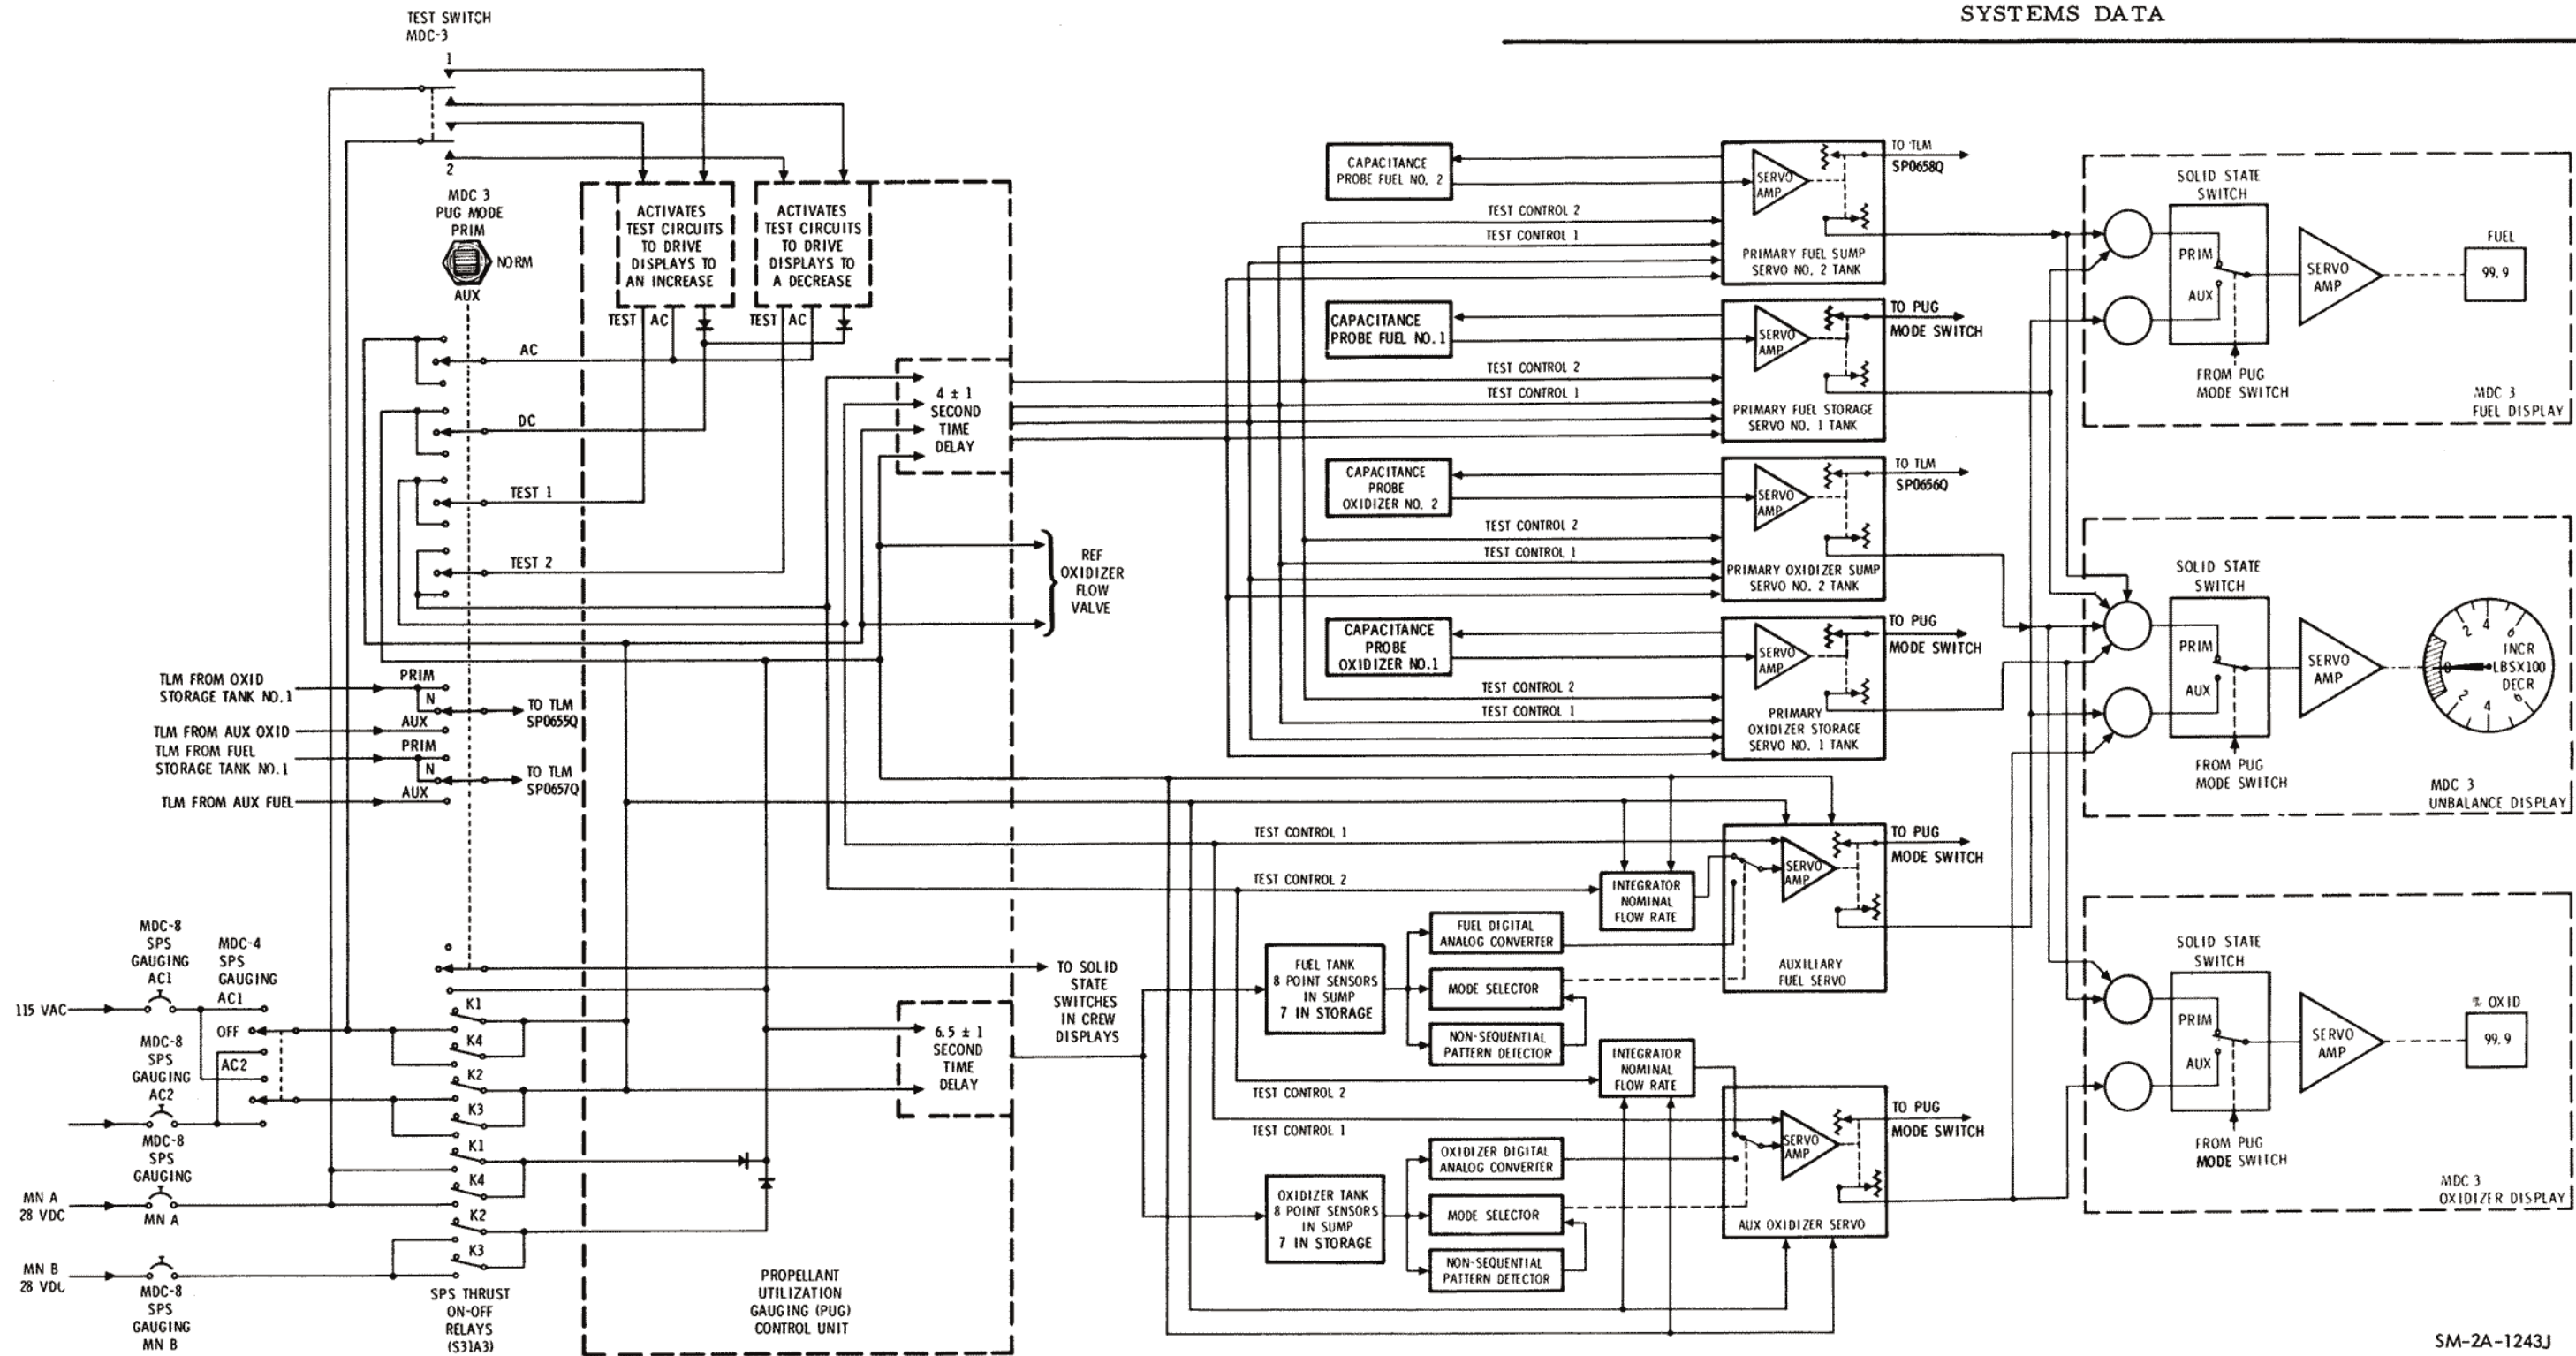 SYSTEMS DATA
TEST SWITCH
MDC-3
1
2
MDC 3
PUG MODE
PRIM
NORM
AUX
ACTIVATES
TEST CIRCUITS
TO DRIVE
DISPLAYS TO
AN INCREASE
ACTIVATES
TEST CIRCUITS
TO DRIVE
DISPLAYS TO
A DECREASE
TEST AC
TEST AC
AC
DC
TEST 1
TEST 2
4 ± 1
SECOND
TIME
DELAY
REF
OXIDIZER
FLOW
VALVE
TLM FROM OXID
STORAGE TANK NO.1
PRIM
N
AUX
TO TLM
SP0655Q
TLM FROM AUX OXID
TLM FROM FUEL
STORAGE TANK NO.1
PRIM
N
AUX
TO TLM
SP0657Q
TLM FROM AUX FUEL
MDC-8
SPS
GAUGING
AC1
MDC-4
SPS
GAUGING
AC1
115 VAC
OFF
MDC-8
SPS
GAUGING
AC2
AC2
MDC-8
SPS
GAUGING
MN A
28 VDC
MN A
MN B
28 VDC
MDC-8
SPS
GAUGING
MN B
K1
K4
K2
K3
K1
K4
K2
K3
SPS THRUST
ON-OFF
RELAYS
(S31A3)
TO SOLID
STATE
SWITCHES
IN CREW
DISPLAYS
6.5 ± 1
SECOND
TIME
DELAY
PROPELLANT
UTILIZATION
GAUGING (PUG)
CONTROL UNIT
CAPACITANCE
PROBE FUEL NO. 2
TEST CONTROL 2
TEST CONTROL 1
SERVO
AMP
PRIMARY FUEL SUMP
SERVO NO. 2 TANK
TO TLM
SP0658Q
CAPACITANCE
PROBE FUEL NO.1
TEST CONTROL 2
TEST CONTROL 1
SERVO
AMP
PRIMARY FUEL STORAGE
SERVO NO. 1 TANK
TO PUG
MODE SWITCH
CAPACITANCE
PROBE
OXIDIZER NO. 2
TEST CONTROL 2
TEST CONTROL 1
SERVO
AMP
PRIMARY OXIDIZER SUMP
SERVO NO. 2 TANK
TO TLM
SP0656Q
CAPACITANCE
PROBE
OXIDIZER NO.1
TEST CONTROL 2
TEST CONTROL 1
SERVO
AMP
PRIMARY
OXIDIZER STORAGE
SERVO NO. 1 TANK
TO PUG
MODE SWITCH
TEST CONTROL 1
TEST CONTROL 2
INTEGRATOR
NOMINAL
FLOW RATE
SERVO
AMP
AUXILIARY
FUEL SERVO
TO PUG
MODE SWITCH
FUEL TANK
8 POINT SENSORS
IN SUMP
7 IN STORAGE
FUEL DIGITAL
ANALOG CONVERTER
MODE SELECTOR
NON-SEQUENTIAL
PATTERN DETECTOR
INTEGRATOR
NOMINAL
FLOW RATE
TEST CONTROL 2
TEST CONTROL 1
OXIDIZER TANK
8 POINT SENSORS
IN SUMP
7 IN STORAGE
OXIDIZER DIGITAL
ANALOG CONVERTER
MODE SELECTOR
NON-SEQUENTIAL
PATTERN DETECTOR
SERVO
AMP
AUX OXIDIZER SERVO
TO PUG
MODE SWITCH
SOLID STATE
SWITCH
PRIM
AUX
SERVO
AMP
FUEL
99.9
FROM PUG
MODE SWITCH
MDC 3
FUEL DISPLAY
SOLID STATE
SWITCH
PRIM
AUX
SERVO
AMP
2 4 6
INCR
0
LBSX100
DECR
2 4 6
FROM PUG
MODE SWITCH
MDC 3
UNBALANCE DISPLAY
SOLID STATE
SWITCH
PRIM
AUX
SERVO
AMP
% OXID
99.9
FROM PUG
MODE SWITCH
MDC 3
OXIDIZER DISPLAY
SM-2A-1243J